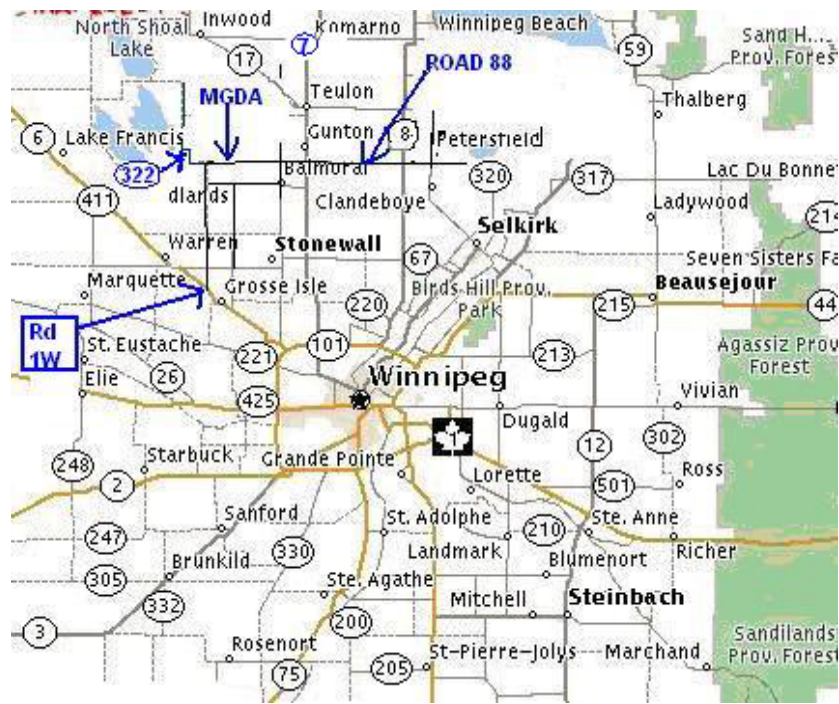 Inwood
Komarno
Winnipeg Beach
North Shoal
Lake
7
17
59
Sand H....
Prov. Forest
ROAD 88
MGDA
Teulon
Thalberg
6
Lake Francis
Gunton
8
Petersfield
322
Balmoral
320
317
Lac Du Bonnet
411
dlands
Clandeboye
Ladywood
214
Selkirk
Warren
Stonewall
67
Seven Sisters Fa
Marquette
Grosse Isle
220
Birds Hill Prov.
Park
Beausejour
215
44
Rd
1W
St. Eustache
221
101
213
Agassiz Prov
Forest
26
Elie
Winnipeg
425
Vivian
Dugald
1
12
302
248
Starbuck
Grande Pointe
2
Lorette
501
Ross
Sanford
St. Adolphe
210
Ste. Anne
247
330
Landmark
Richer
305
Brunkild
Blumenort
332
Ste. Agathe
Mitchell
Steinbach
3
200
Rosenort
St-Pierre-Jolys
Marchand
Sandilands
Prov. Forest
75
205